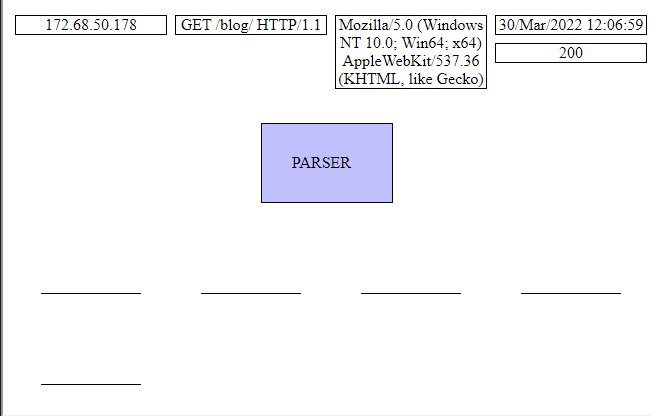 172.68.50.178
GET /blog/ HTTP/1.1
Mozilla/5.0 (Windows
NT 10.0; Win64; x64)
AppleWebKit/537.36
(KHTML, like Gecko)
30/Mar/2022 12:06:59
200
PARSER